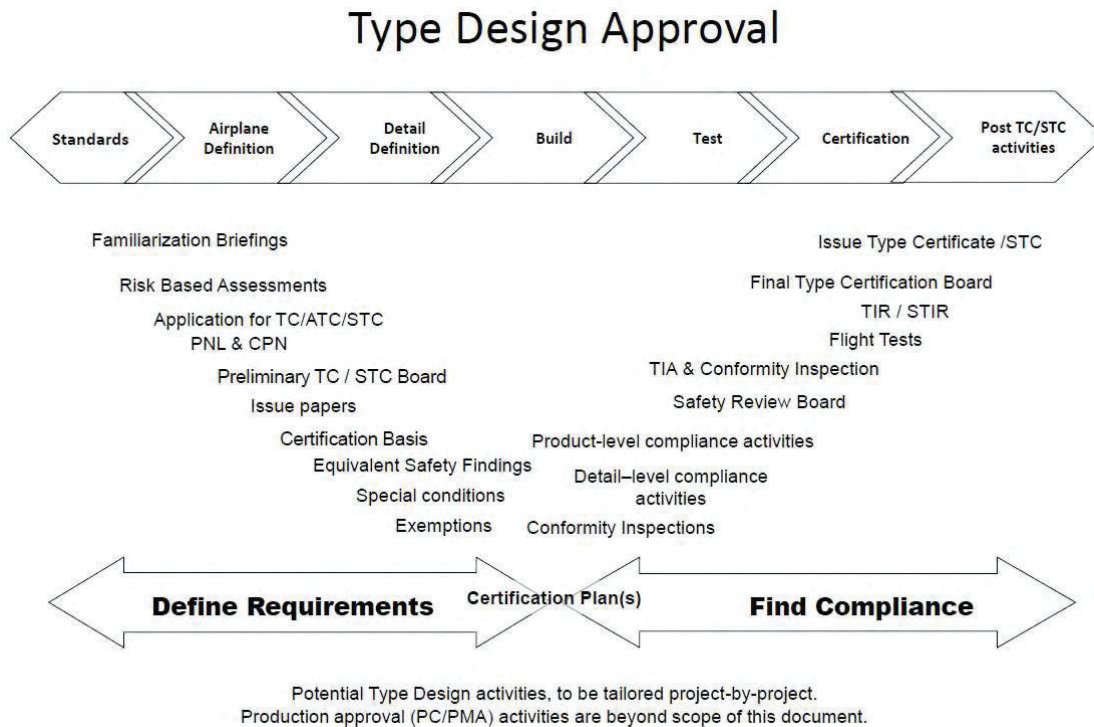 Type Design Approval
Standards
Airplane
Definition
Detail
Definition
Build
Test
Certification
Post TC/STC
activities
Familiarization Briefings
Risk Based Assessments
Application for TC/ATC/STC
PNL & CPN
Preliminary TC / STC Board
Issue papers
Certification Basis
Equivalent Safety Findings
Special conditions
Exemptions
Issue Type Certificate /STC
Final Type Certification Board
TIR / STIR
Flight Tests
TIA & Conformity Inspection
Safety Review Board
Product-level compliance activities
Detail–level compliance
activities
Conformity Inspections
Define Requirements
Certification Plan(s)
Find Compliance
Potential Type Design activities, to be tailored project-by-project.
Production approval (PC/PMA) activities are beyond scope of this document.